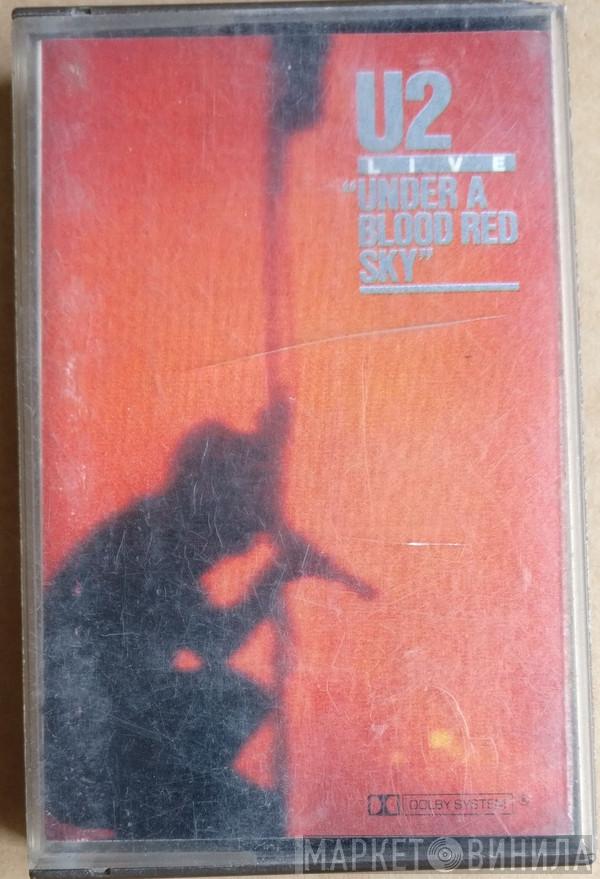 U2
LIVE
"UNDER A
BLOOD RED
SKY"
DOLBY SYSTEM ®
МАРКЕТ ВИНИЛА